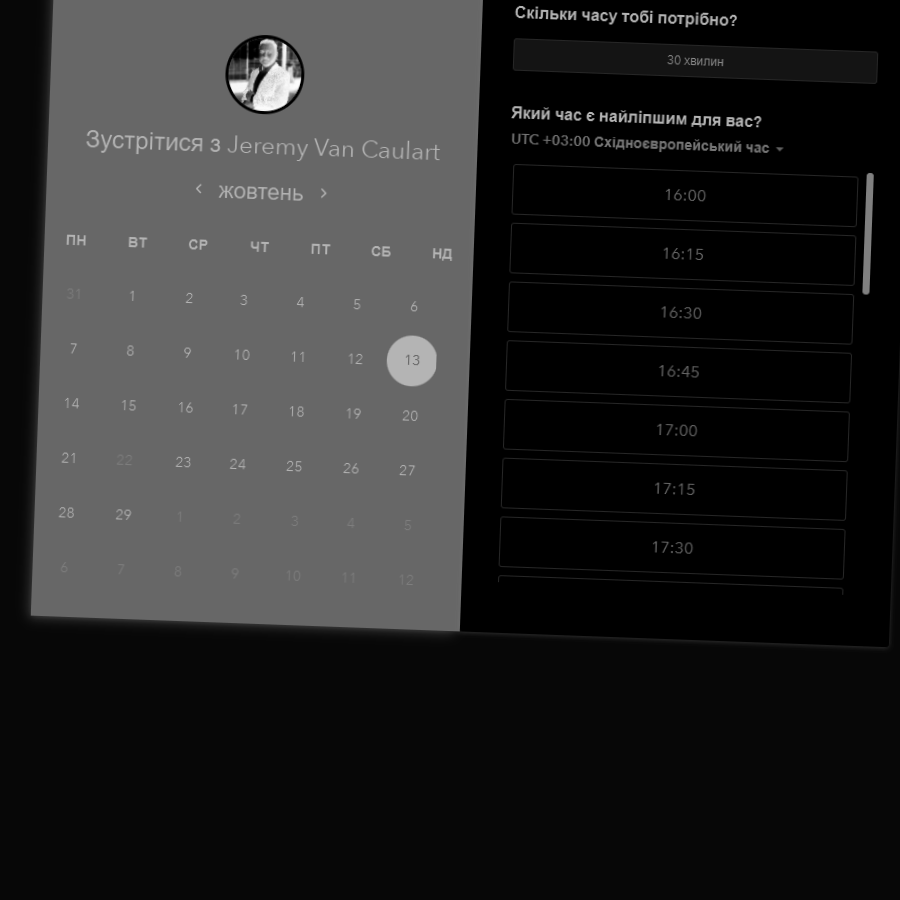 Зустрітися з Jeremy Van Caulart
жовтень
ПН ВТ СР ЧТ ПТ СБ НД
31 1 2 3 4 5 6
7 8 9 10 11 12 13
14 15 16 17 18 19 20
21 22 23 24 25 26 27
28 29 1 2 3 4 5
6 7 8 9 10 11 12
Скільки часу тобі потрібно?
30 хвилин
Який час є найліпшим для вас?
UTC +03:00 Східноєвропейський час
16:00
16:15
16:30
16:45
17:00
17:15
17:30